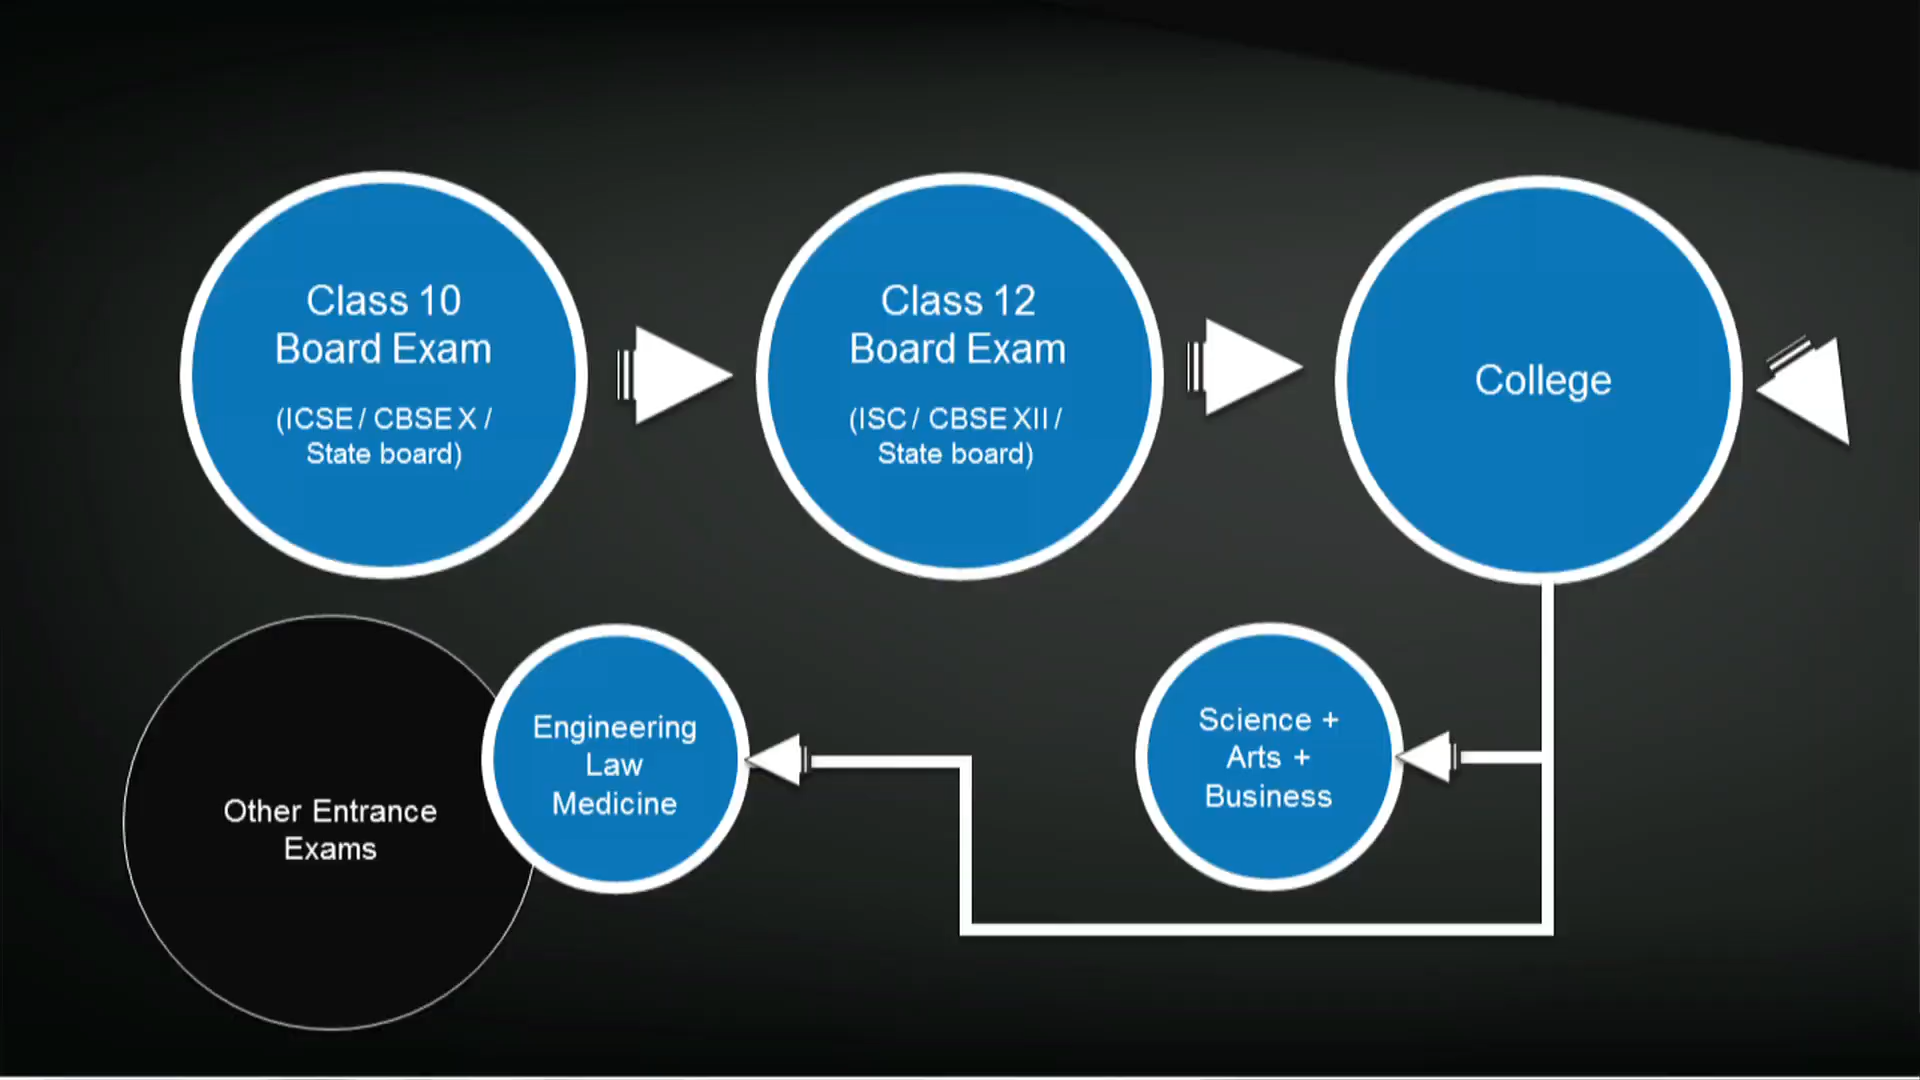 Class 10
Board Exam
(ICSE / CBSE X /
State board)
Class 12
Board Exam
(ISC / CBSE XII /
State board)
College
Engineering
Law
Medicine
Science +
Arts +
Business
Other Entrance
Exams